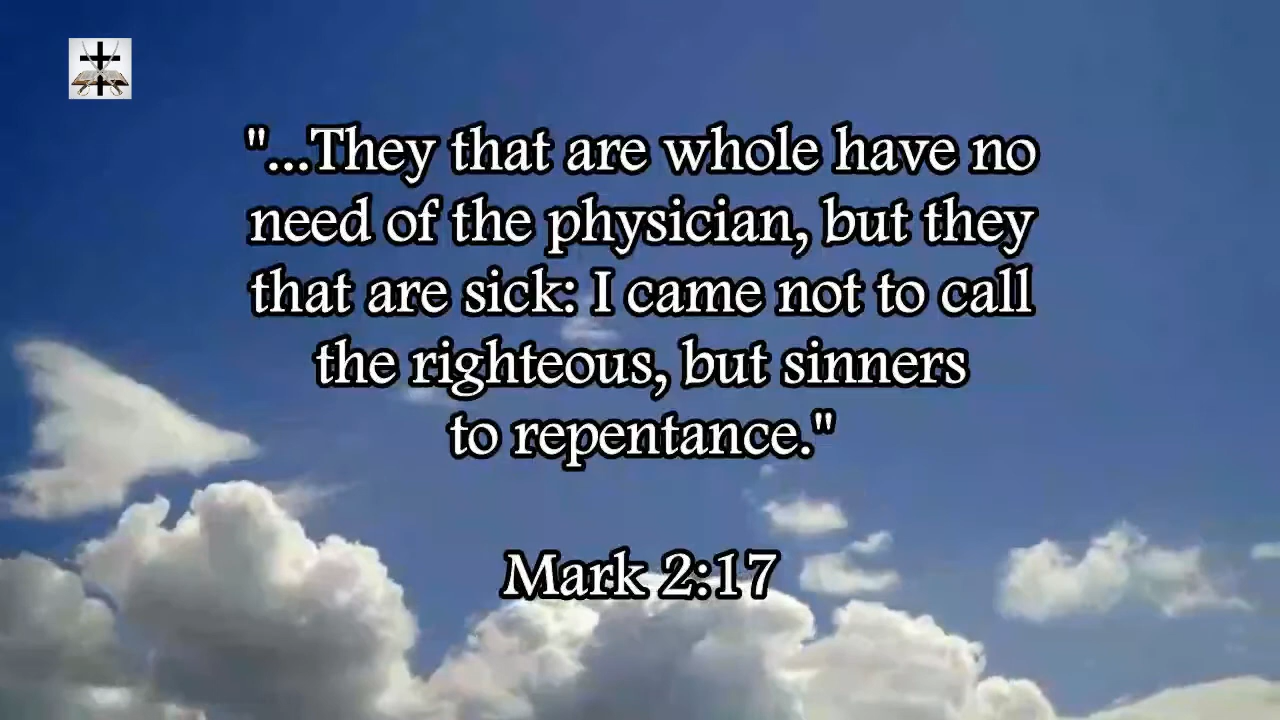 "...They that are whole have no
need of the physician, but they
that are sick: I came not to call
the righteous, but sinners
to repentance."
Mark 2:17